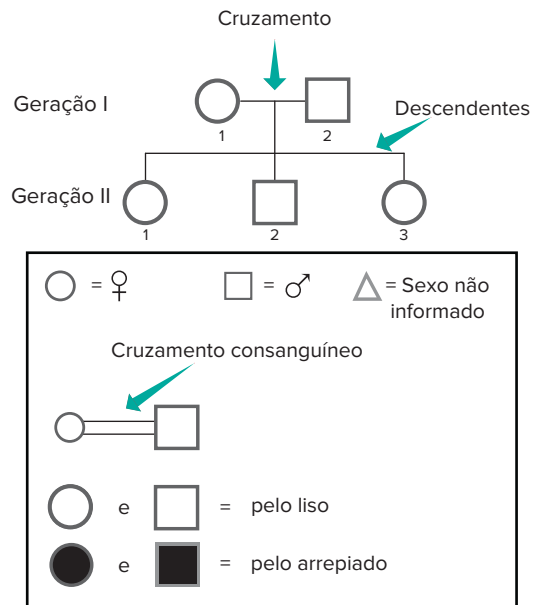 Cruzamento
Geração I
Descendentes
1
2
Geração II
1
2
3
= ♀
= ♂
= Sexo não
informado
Cruzamento consanguíneo
e
= pelo liso
e
= pelo arrepiado